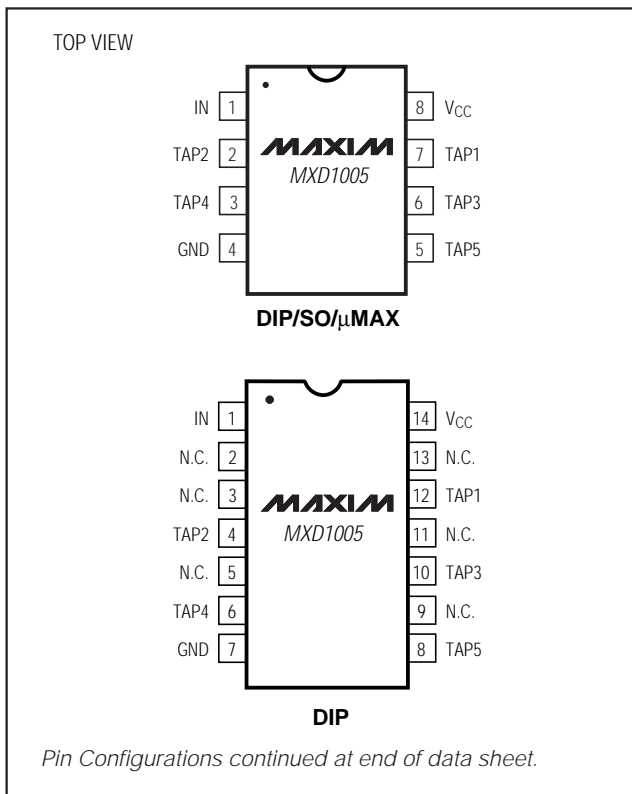 TOP VIEW
IN 1
TAP2 2
TAP4 3
GND 4
MAXIM
MXD1005
8 VCC
7 TAP1
6 TAP3
5 TAP5
DIP/SO/µMAX
IN 1
N.C. 2
N.C. 3
TAP2 4
N.C. 5
TAP4 6
GND 7
MAXIM
MXD1005
14 VCC
13 N.C.
12 TAP1
11 N.C.
10 TAP3
9 N.C.
8 TAP5
DIP
Pin Configurations continued at end of data sheet.